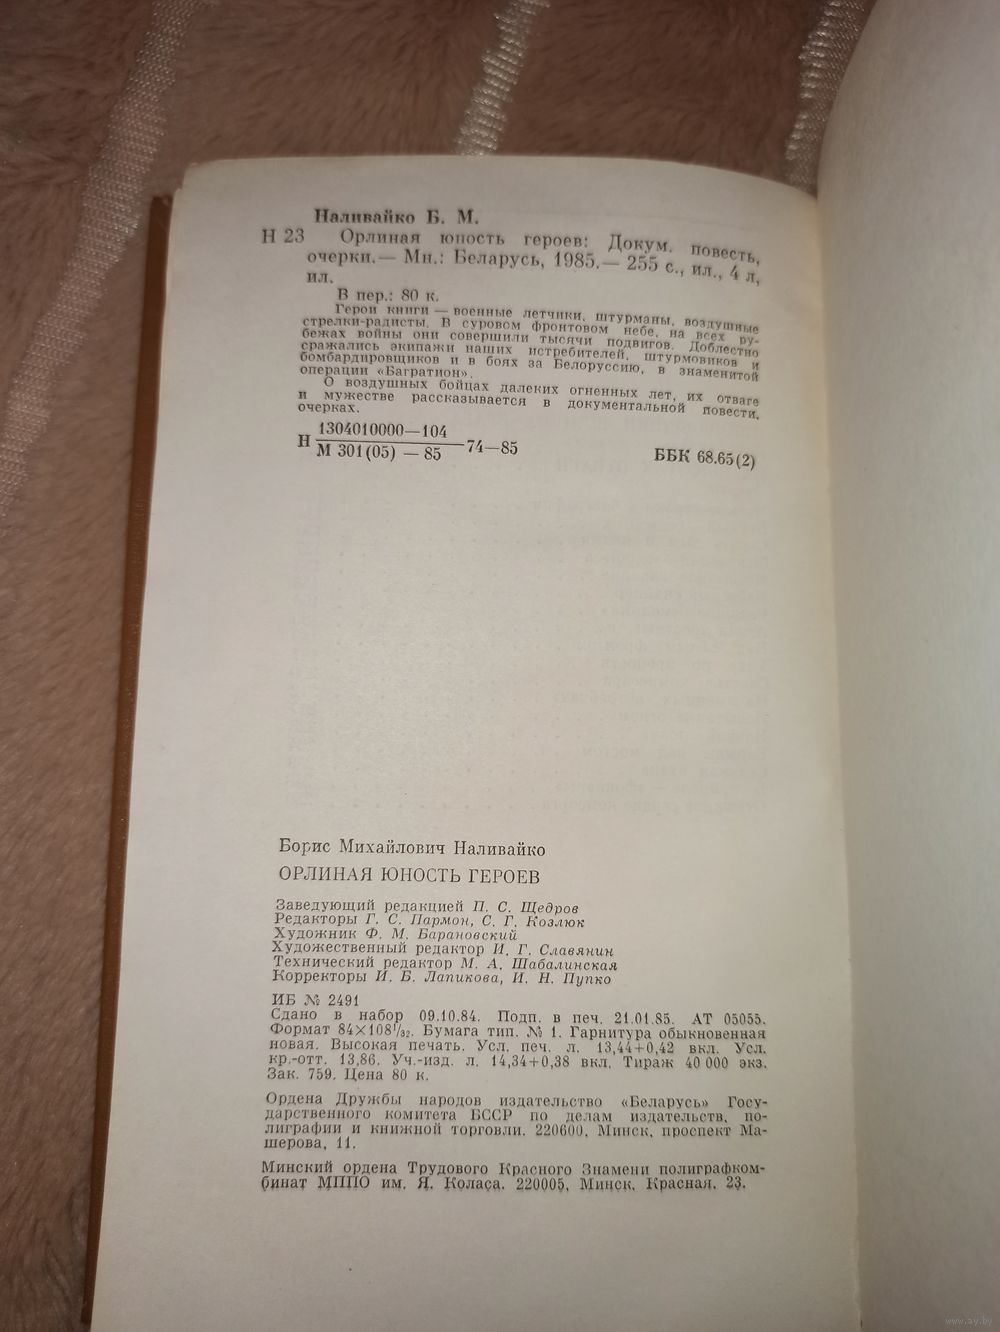 Наливайко Б. М.
Н 23 Орлиная юность героев: Докум. повесть,
очерки.— Мн.: Беларусь, 1985.— 255 с., ил., 4 л,
ил.
В пер.: 80 к.
Герои книги — военные летчики, штурманы, воздушные
стрелки-радисты. В суровом фронтовом небе, на всех ру-
бежах войны они совершили тысячи подвигов. Доблестно
сражались экипажи наших истребителей, штурмовиков и
бомбардировщиков и в боях за Белоруссию, в знаменитой
операции «Багратион».
О воздушных бойцах далеких огненных лет, их отваге
и мужестве рассказывается в документальной повести,
очерках.
Н 1304010000—104
М 301(05) — 85 74—85 ББК 68.65(2)
Борис Михайлович Наливайко
ОРЛИНАЯ ЮНОСТЬ ГЕРОЕВ
Заведующий редакцией П. С. Щедров
Редакторы Г. С. Пармон, С. Г. Козлюк
Художник Ф. М. Барановский
Художественный редактор И. Г. Славянин
Технический редактор М. А. Шабалинская
Корректоры И. Б. Лапикова, И. Н. Пупко
ИБ № 2491
Сдано в набор 09.10.84. Подп. в печ. 21.01.85. АТ 05055.
Формат 84×108¹/₃₂. Бумага тип. № 1. Гарнитура обыкновенная
новая. Высокая печать. Усл. печ. л. 13,44+0,42 вкл. Усл.
кр.-отт. 13,86. Уч.-изд. л. 14,34+0,38 вкл. Тираж 40 000 экз.
Зак. 759. Цена 80 к.
Ордена Дружбы народов издательство «Беларусь» Госу-
дарственного комитета БССР по делам издательств, по-
лиграфии и книжной торговли. 220600, Минск, проспект Ма-
шерова, 11.
Минский ордена Трудового Красного Знамени полиграфком-
бинат МППО им. Я. Коласа. 220005, Минск, Красная, 23.
www.ay.by